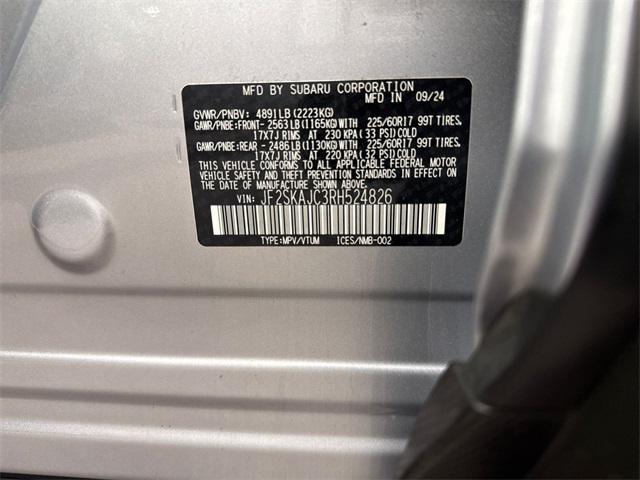 MFD BY SUBARU CORPORATION
MFD IN 09/24
GVWR/PNBV: 4891LB (2223KG)
GAWR/PNBE: FRONT- 2563LB (1165KG) WITH 225/60R17 99T TIRES.
17X7J RIMS AT 230 KPA (33 PSI) COLD
GAWR/PNBE: REAR - 2486LB (1130KG) WITH 225/60R17 99T TIRES.
17X7J RIMS AT 220 KPA (32 PSI) COLD
THIS VEHICLE CONFORMS TO ALL APPLICABLE FEDERAL MOTOR
VEHICLE SAFETY AND THEFT PREVENTION STANDARDS IN EFFECT ON
THE DATE OF MANUFACTURE SHOWN ABOVE.
VIN: JF2SKAJC3RH524826
TYPE:MPV/VTUM ICES/NMB-002